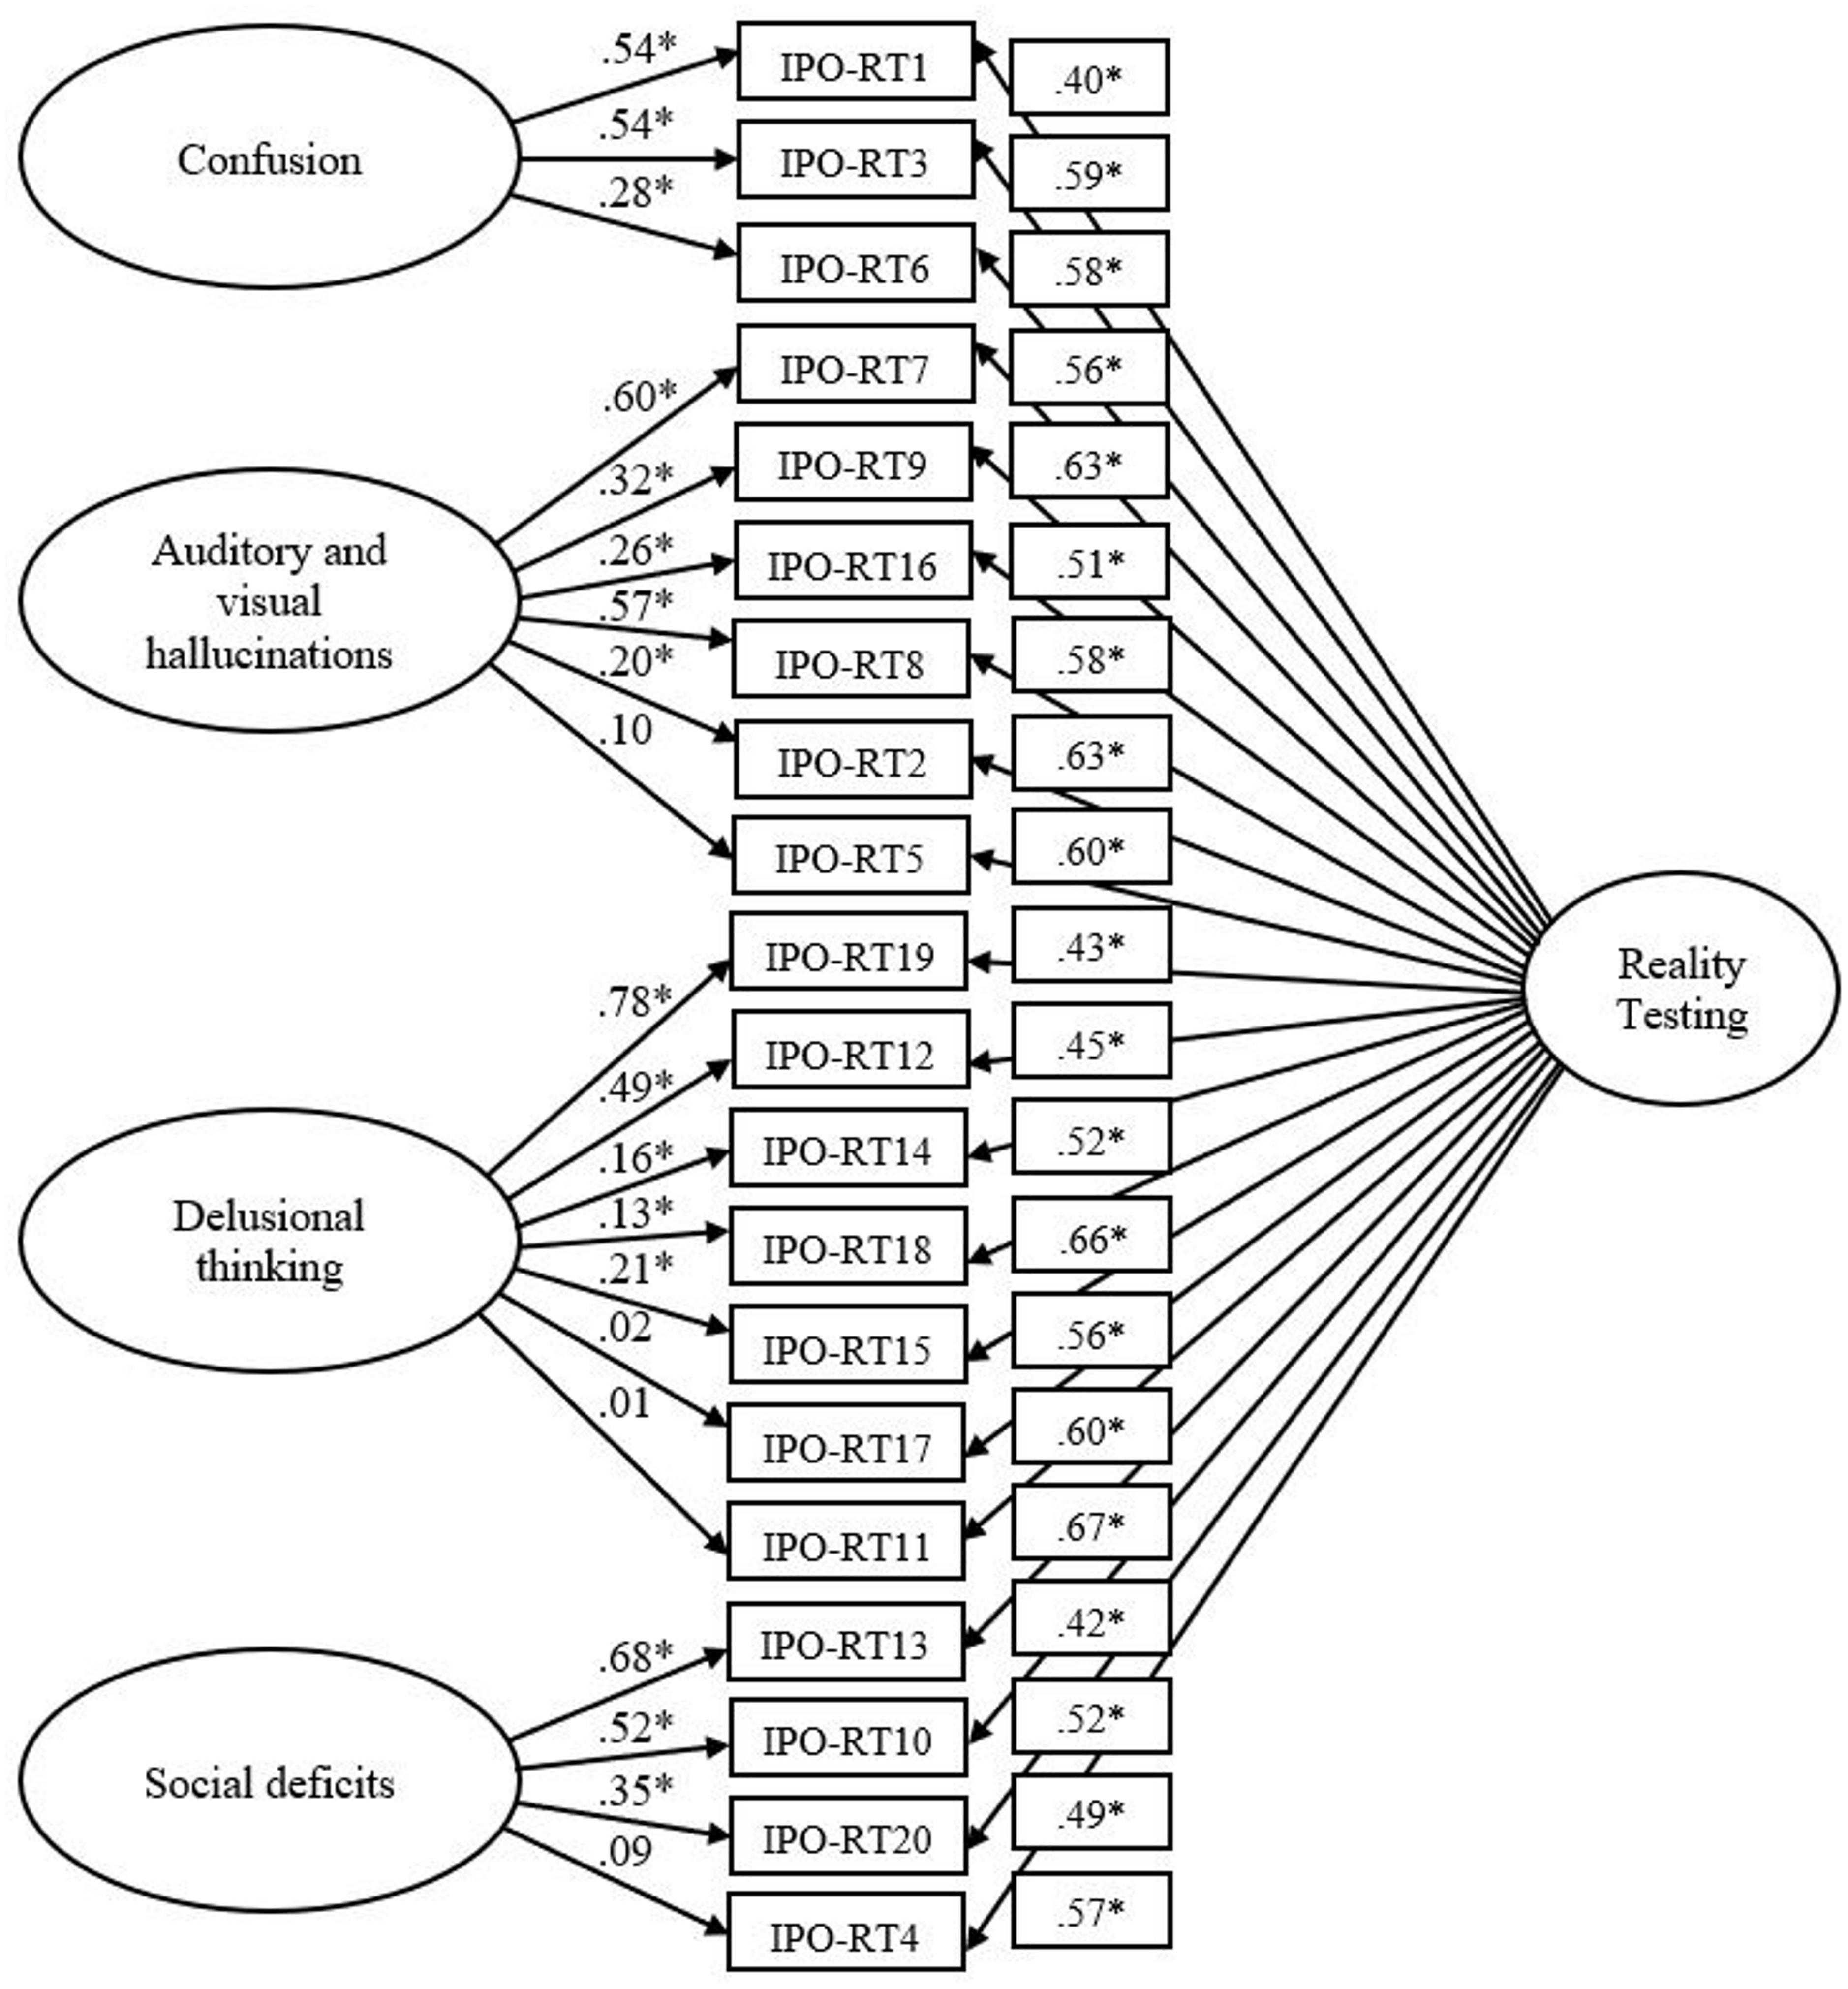 .54*
IPO-RT1
.40*
Confusion
.54*
IPO-RT3
.59*
.28*
IPO-RT6
.58*
.60*
IPO-RT7
.56*
Auditory and
visual
hallucinations
.32*
IPO-RT9
.63*
.26*
IPO-RT16
.51*
.57*
IPO-RT8
.58*
.20*
IPO-RT2
.63*
.10
IPO-RT5
.60*
Reality
Testing
.78*
IPO-RT19
.43*
.49*
IPO-RT12
.45*
Delusional
thinking
.16*
IPO-RT14
.52*
.13*
IPO-RT18
.66*
.21*
IPO-RT15
.56*
.02
IPO-RT17
.60*
.01
IPO-RT11
.67*
Social deficits
.68*
IPO-RT13
.42*
.52*
IPO-RT10
.52*
.35*
IPO-RT20
.49*
.09
IPO-RT4
.57*